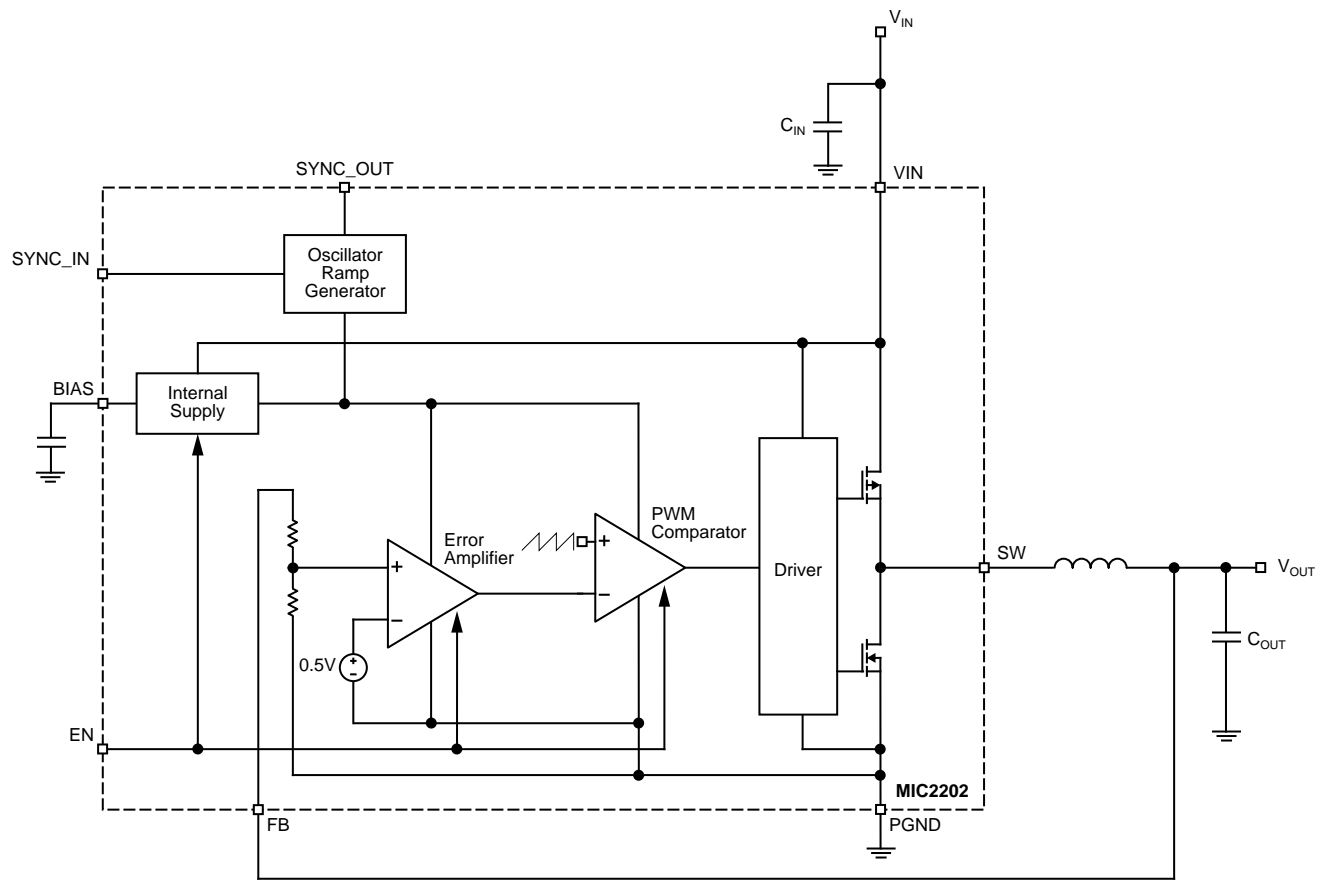 VIN
CIN
SYNC_OUT
VIN
SYNC_IN
Oscillator
Ramp
Generator
BIAS
Internal
Supply
PWM
Comparator
Error
Amplifier
+
+
SW
Driver
VOUT
−
−
COUT
0.5V
+
−
EN
MIC2202
FB
PGND